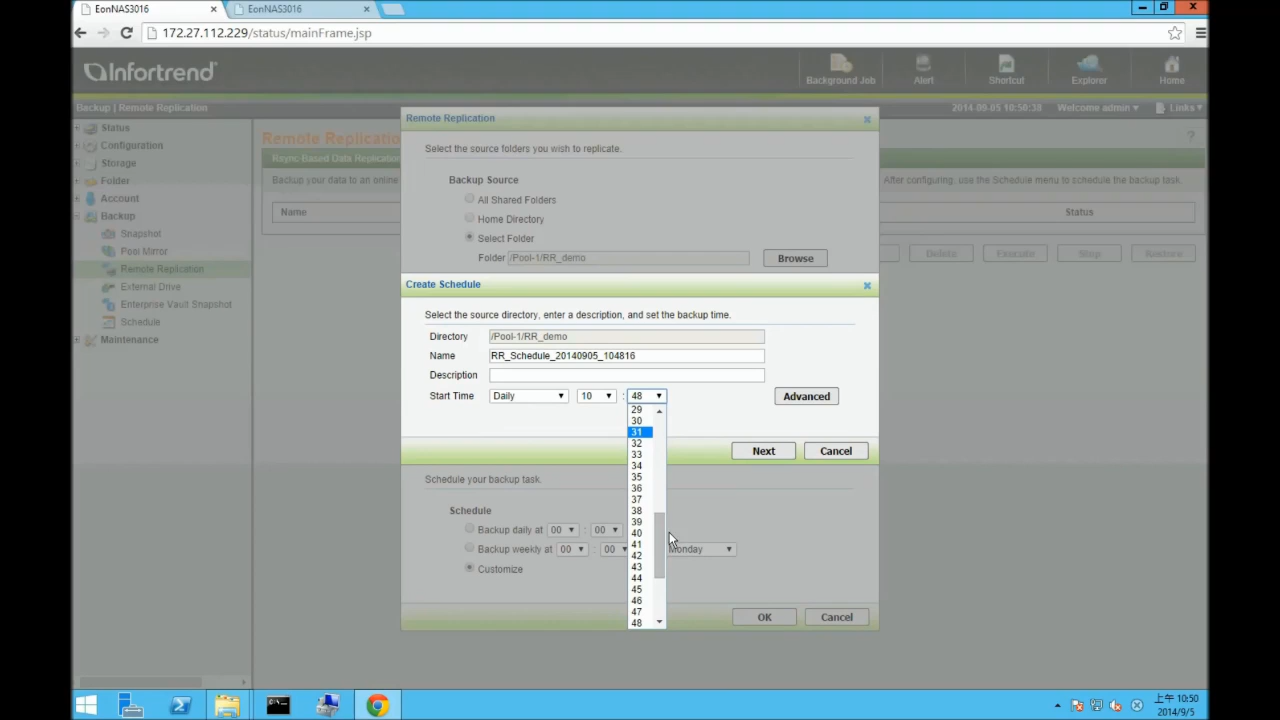 EonNAS3016
EonNAS3016
172.27.112.229/status/mainFrame.jsp
Infortrend
Background Job
Alert
Shortcut
Explorer
Home
Backup | Remote Replication
2014-09-05 10:50:38
Welcome admin
Links
Status
Configuration
Storage
Folder
Account
Backup
Snapshot
Pool Mirror
Remote Replication
External Drive
Enterprise Vault Snapshot
Schedule
Maintenance
Remote Replicatio
Rsync-Based Data Replication
Backup your data to an online
After configuring, use the Schedule menu to schedule the backup task.
Name
Status
Delete
Execute
Stop
Restore
Remote Replication
Select the source folders you wish to replicate.
Backup Source
All Shared Folders
Home Directory
Select Folder
Folder /Pool-1/RR_demo
Browse
Create Schedule
Select the source directory, enter a description, and set the backup time.
Directory /Pool-1/RR_demo
Name RR_Schedule_20140905_104816
Description
Start Time Daily 10 : 48
Advanced
29
30
31
32
33
34
35
36
37
38
39
40
41
42
43
44
45
46
47
48
Next
Cancel
Schedule your backup task.
Schedule
Backup daily at 00 : 00
Backup weekly at 00 : 00 Monday
Customize
OK
Cancel
上午 10:50
2014/9/5